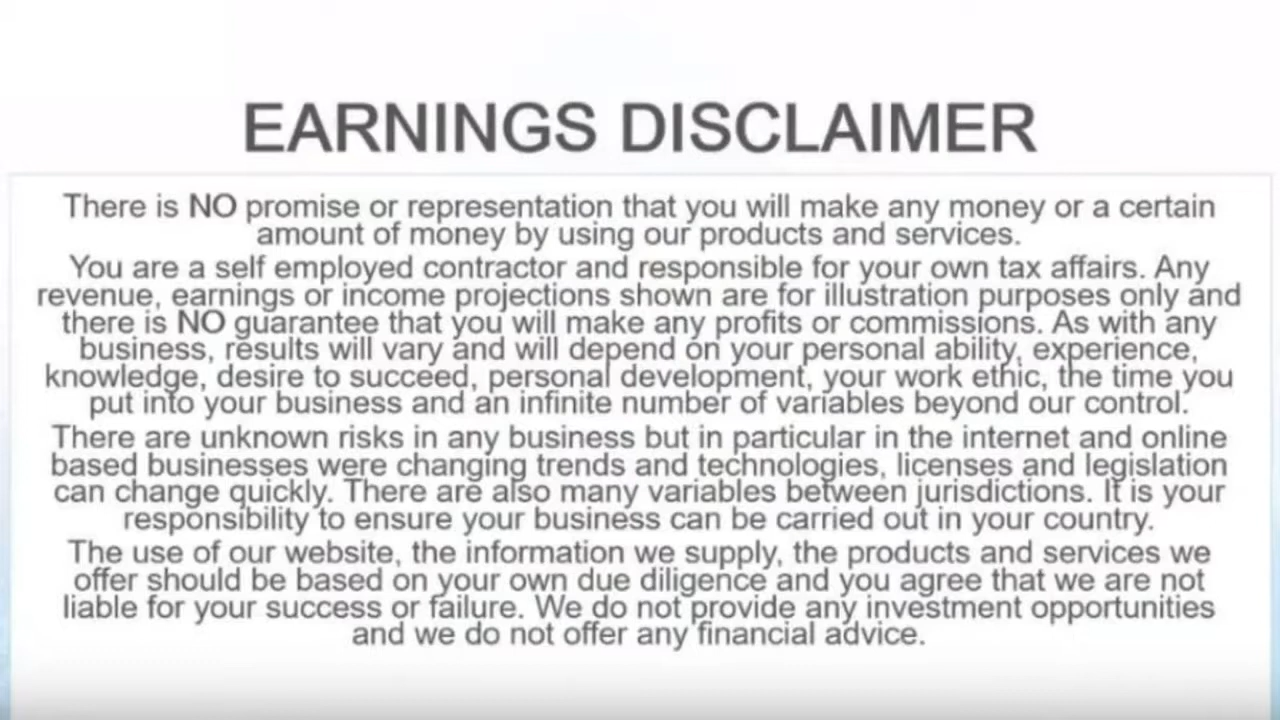 EARNINGS DISCLAIMER
There is NO promise or representation that you will make any money or a certain
amount of money by using our products and services.
You are a self employed contractor and responsible for your own tax affairs. Any
revenue, earnings or income projections shown are for illustration purposes only and
there is NO guarantee that you will make any profits or commissions. As with any
business, results will vary and will depend on your personal ability, experience,
knowledge, desire to succeed, personal development, your work ethic, the time you
put into your business and an infinite number of variables beyond our control.
There are unknown risks in any business but in particular in the internet and online
based businesses were changing trends and technologies, licenses and legislation
can change quickly. There are also many variables between jurisdictions. It is your
responsibility to ensure your business can be carried out in your country.
The use of our website, the information we supply, the products and services we
offer should be based on your own due diligence and you agree that we are not
liable for your success or failure. We do not provide any investment opportunities
and we do not offer any financial advice.